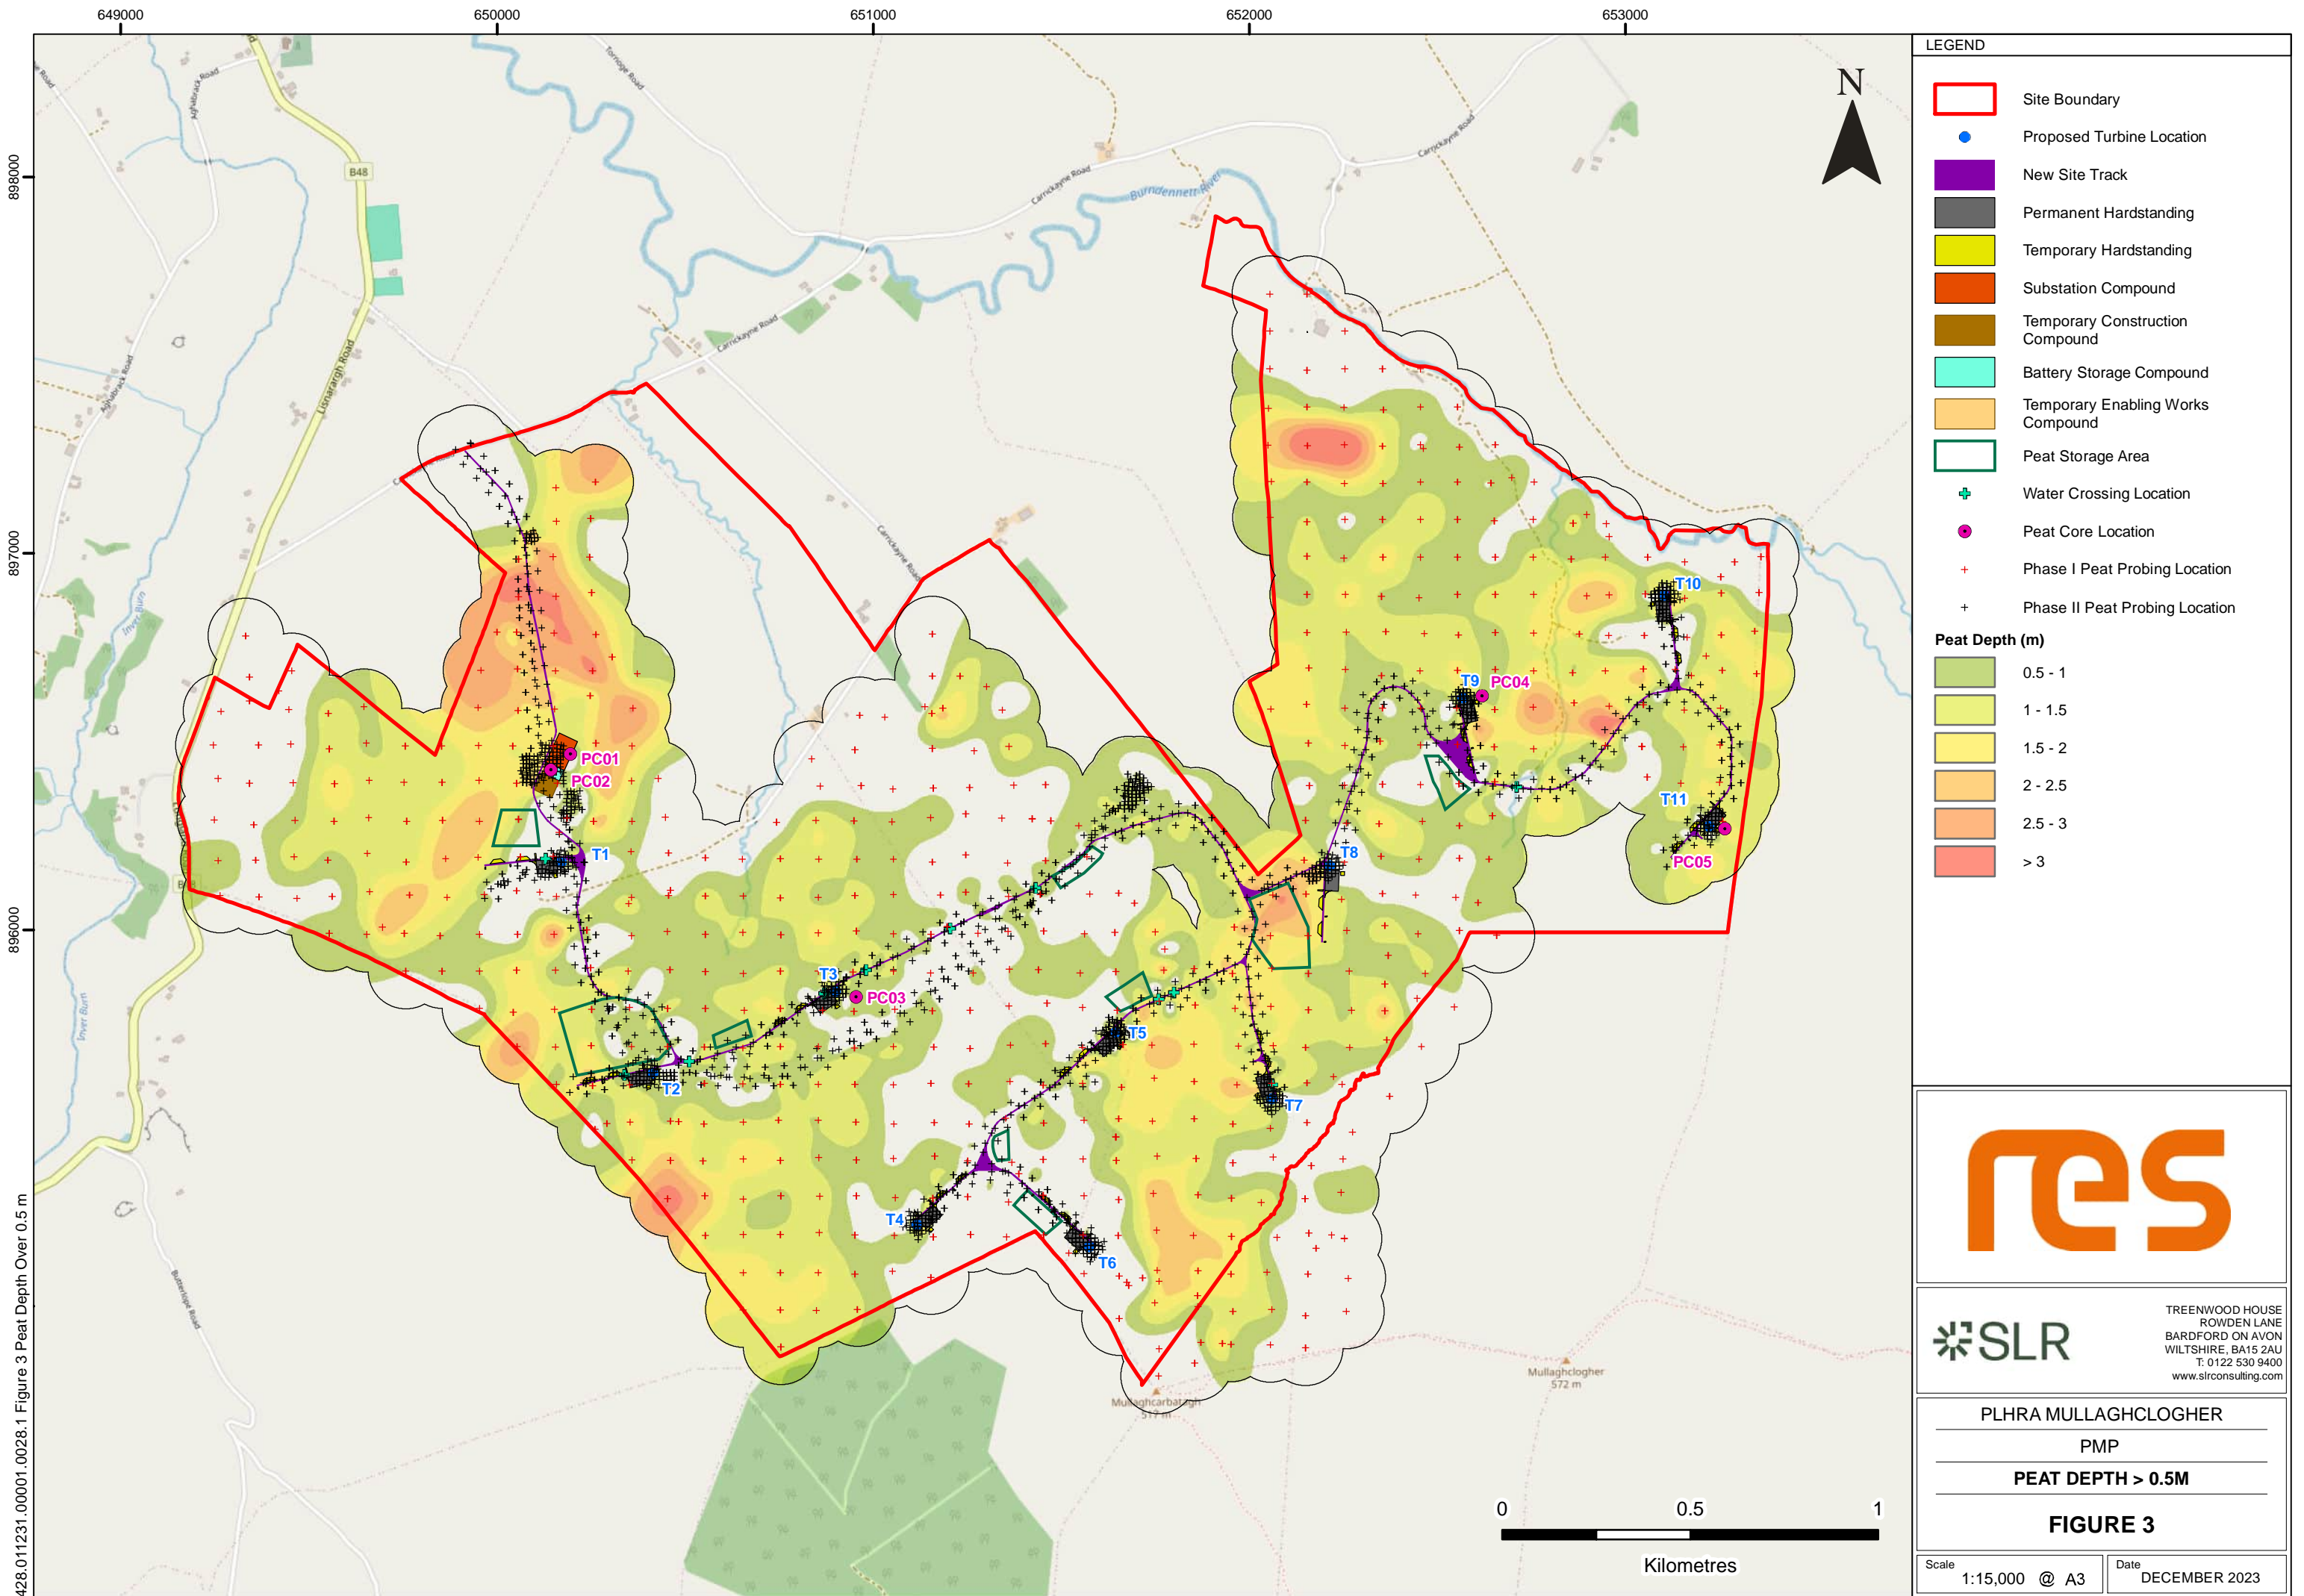 649000
650000
651000
652000
653000
898000
897000
896000
428.011231.00001.0028.1 Figure 3 Peat Depth Over 0.5 m
Aghabrack Road
Tornoge Road
B48
Lisnaragh Road
Aghabrack Road
Carrickayne Road
Carrickayne Road
Burndennett River
Carrickayne Road
Carrickayne Road
Inver Burn
Inver Burn
Butterlope Road
N
T10
T9
PC04
T11
PC05
PC01
PC02
T1
T8
T3
PC03
T5
T2
T7
T4
T6
Mullaghclogher
572 m
Mullaghcarbatagh
517 m
0
0.5
1
Kilometres
LEGEND
Site Boundary
Proposed Turbine Location
New Site Track
Permanent Hardstanding
Temporary Hardstanding
Substation Compound
Temporary Construction
Compound
Battery Storage Compound
Temporary Enabling Works
Compound
Peat Storage Area
Water Crossing Location
Peat Core Location
Phase I Peat Probing Location
Phase II Peat Probing Location
Peat Depth (m)
0.5 - 1
1 - 1.5
1.5 - 2
2 - 2.5
2.5 - 3
> 3
res
SLR
TREENWOOD HOUSE
ROWDEN LANE
BARDFORD ON AVON
WILTSHIRE, BA15 2AU
T: 0122 530 9400
www.slrconsulting.com
PLHRA MULLAGHCLOGHER
PMP
PEAT DEPTH > 0.5M
FIGURE 3
Scale
1:15,000 @ A3
Date
DECEMBER 2023